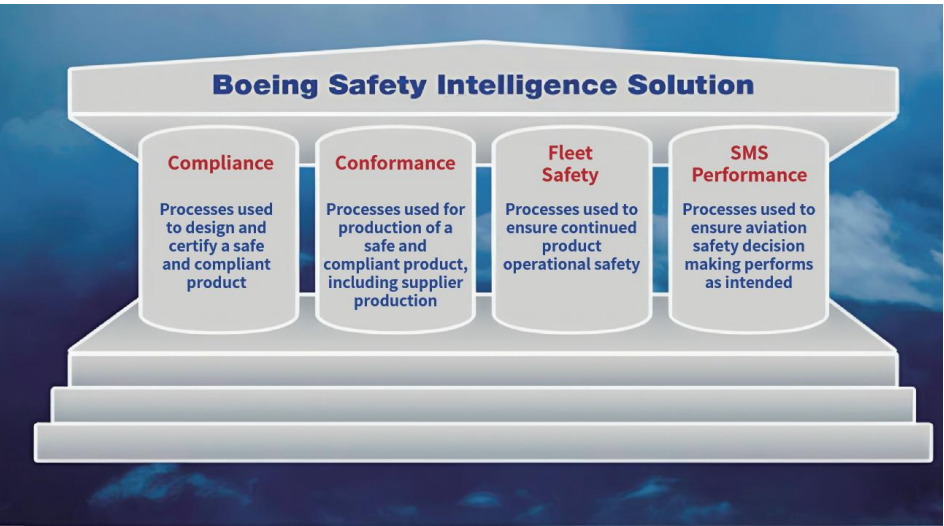 Boeing Safety Intelligence Solution
Compliance
Processes used
to design and
certify a safe
and compliant
product
Conformance
Processes used for
production of a
safe and
compliant product,
including supplier
production
Fleet
Safety
Processes used to
ensure continued
product
operational safety
SMS
Performance
Processes used to
ensure aviation
safety decision
making performs
as intended